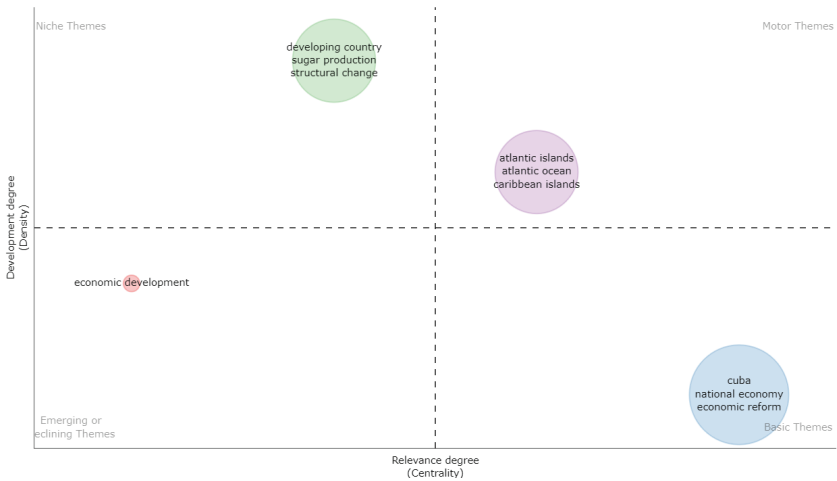 Niche Themes
Motor Themes
developing country
sugar production
structural change
atlantic islands
atlantic ocean
caribbean islands
Development degree
(Density)
economic development
cuba
national economy
economic reform
Emerging or
eclining Themes
Basic Themes
Relevance degree
(Centrality)